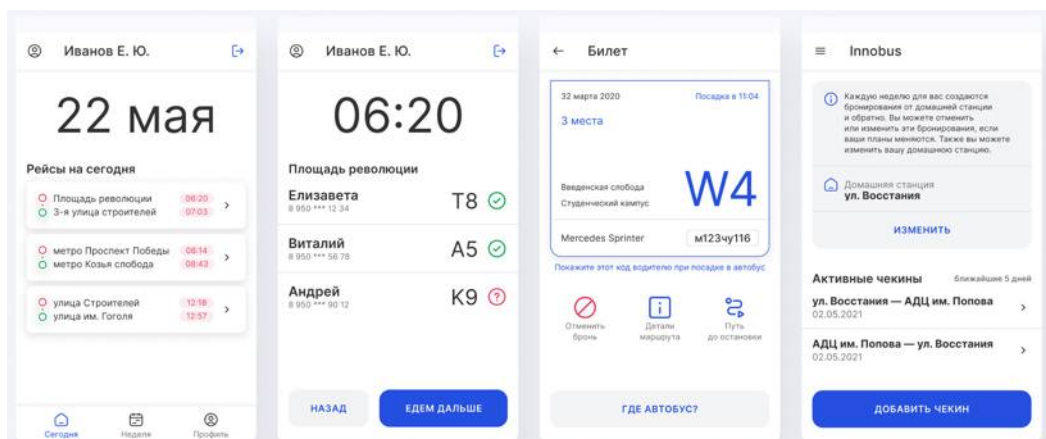 Иванов Е. Ю.
22 мая
Рейсы на сегодня
Площадь революции 06:20
3-я улица строителей 07:03
метро Проспект Победы 08:14
метро Козья слобода 08:43
улица Строителей 12:18
улица им. Гоголя 12:57
Сегодня Неделя Профиль
Иванов Е. Ю.
06:20
Площадь революции
Елизавета T8
8 950 *** 12 34
Виталий A5
8 950 *** 56 78
Андрей K9
8 950 *** 90 12
НАЗАД ЕДЕМ ДАЛЬШЕ
Билет
32 марта 2020 Посадка в 11:04
3 места
Введенская слобода
Студенческий кампус
W4
Mercedes Sprinter м123чу116
Покажите этот код водителю при посадке в автобус
Отменить бронь
Детали маршрута
Путь до остановки
ГДЕ АВТОБУС?
Innobus
Каждую неделю для вас создаются
бронирования от домашней станции
и обратно. Вы можете отменить
или изменить эти бронирования, если
ваши планы меняются. Также вы можете
изменить вашу домашнюю станцию.
Домашняя станция
ул. Восстания
ИЗМЕНИТЬ
Активные чекины ближайшие 5 дней
ул. Восстания — АДЦ им. Попова
02.05.2021
АДЦ им. Попова — ул. Восстания
02.05.2021
ДОБАВИТЬ ЧЕКИН